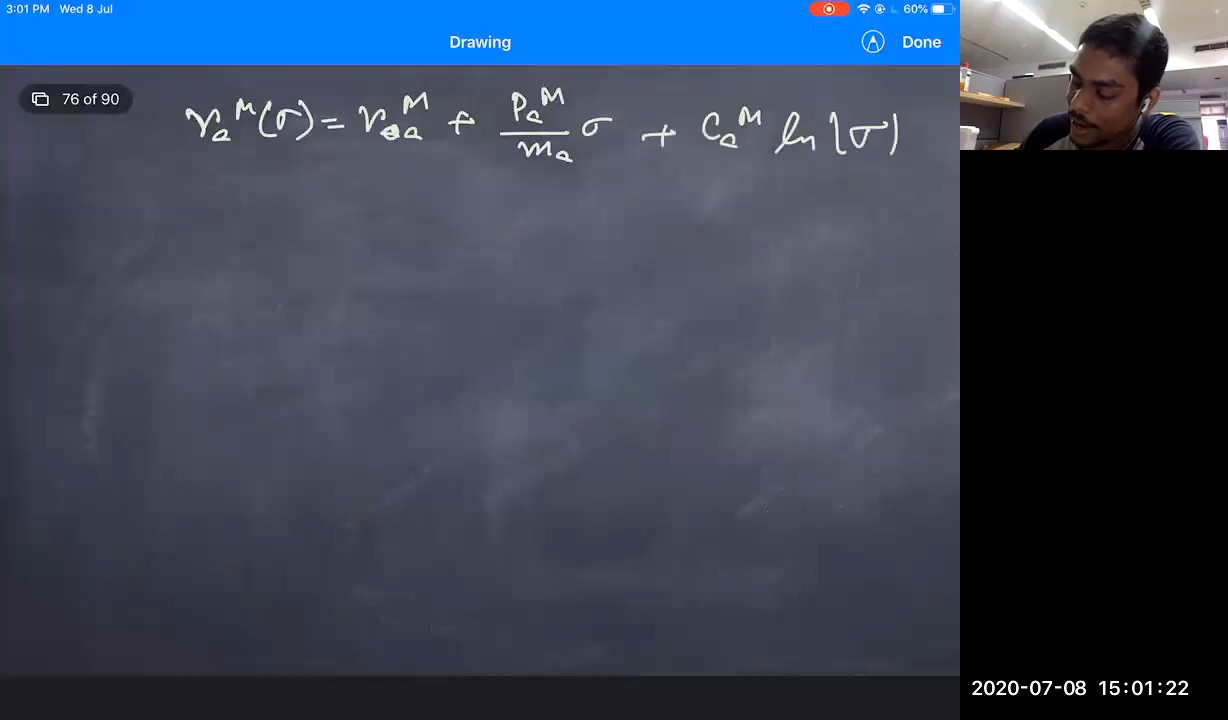 3:01 PM Wed 8 Jul 60%
Drawing Done
76 of 90
r_a^M(σ) = r_{0a}^M + \frac{P_a^M}{m_a} σ + C_a^M ln|σ|
2020-07-08 15:01:22